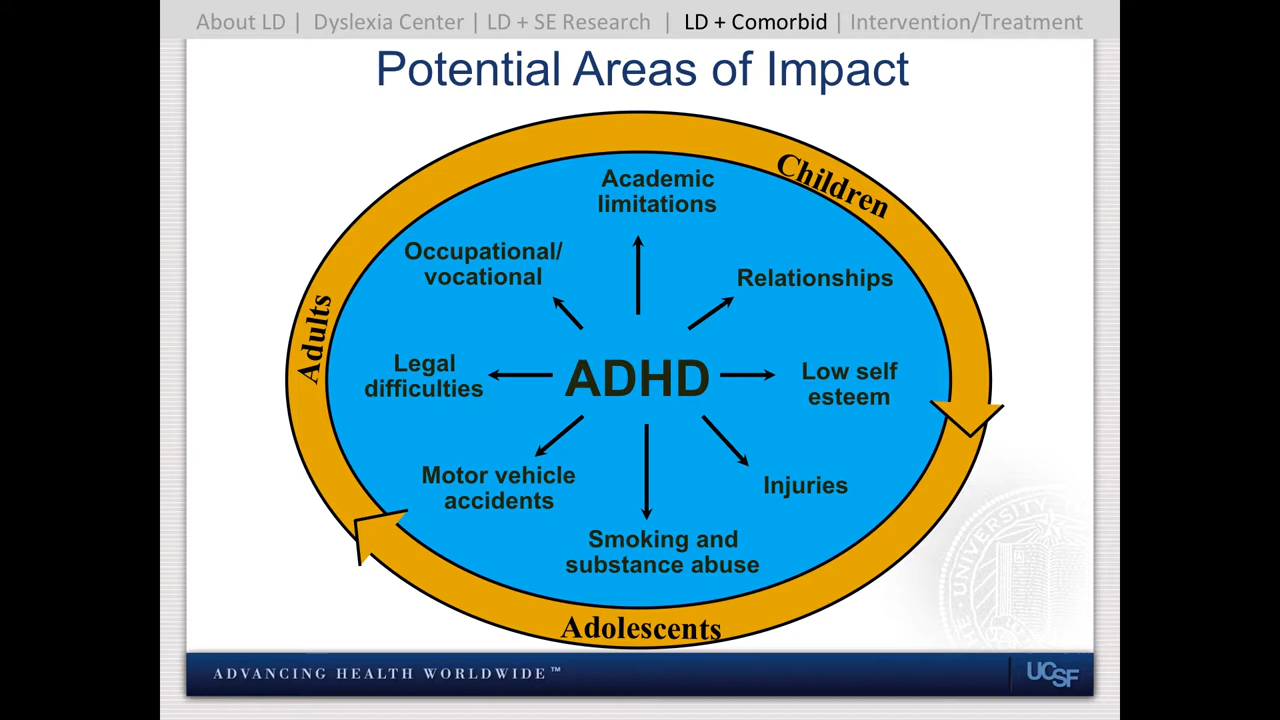 About LD | Dyslexia Center | LD + SE Research | LD + Comorbid | Intervention/Treatment
Potential Areas of Impact
Children
Academic
limitations
Occupational/
vocational
Relationships
Adults
Legal
difficulties
ADHD
Low self
esteem
Motor vehicle
accidents
Injuries
Smoking and
substance abuse
Adolescents
UNIVERSITY
ADVANCING HEALTH WORLDWIDE™
UCSF